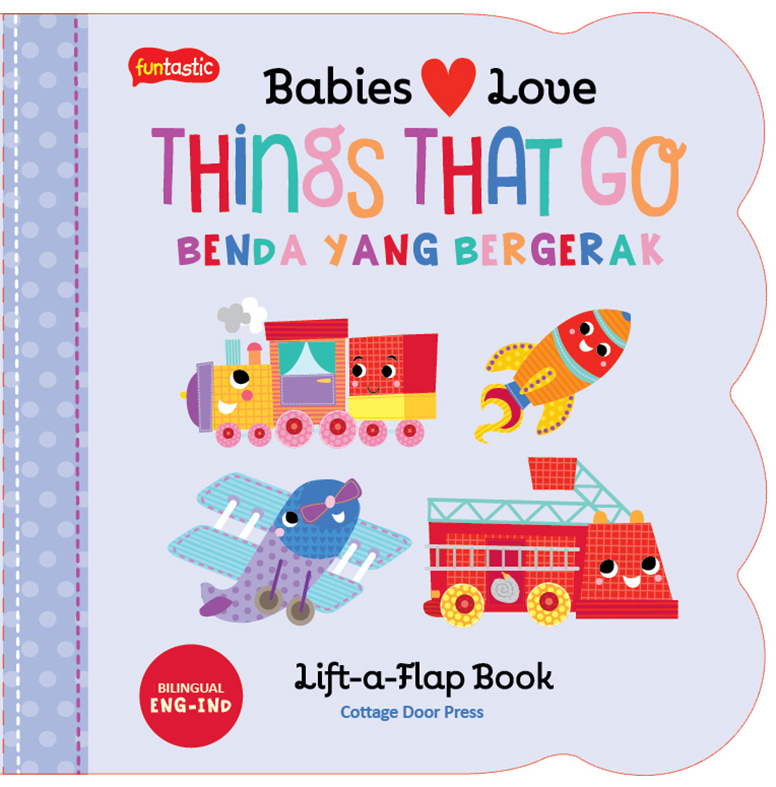 funtastic
Babies Love
THiNgS THAT GO
BENDA YANG BERGERAK
BILINGUAL
ENG-IND
Lift-a-Flap Book
Cottage Door Press